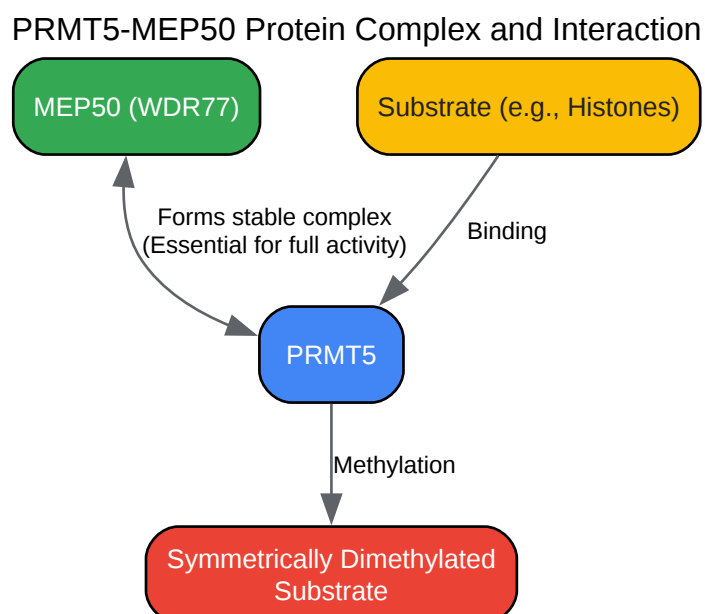 PRMT5-MEP50 Protein Complex and Interaction
MEP50 (WDR77)
Substrate (e.g., Histones)
Forms stable complex
(Essential for full activity)
Binding
PRMT5
Methylation
Symmetrically Dimethylated
Substrate